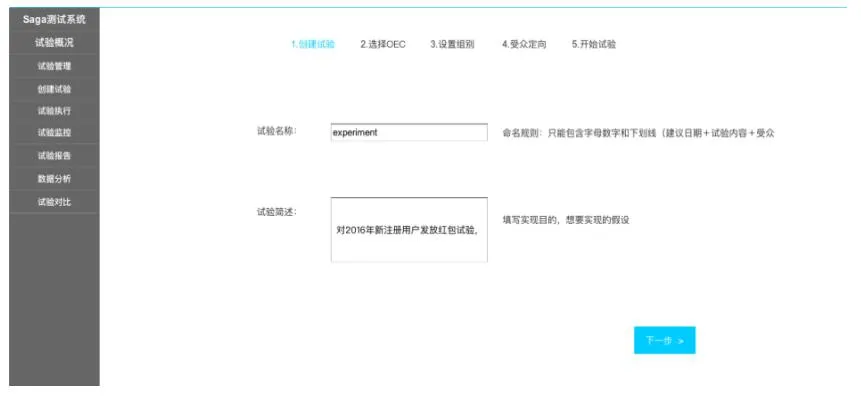 Saga测试系统
试验概况
试验管理
创建试验
试验执行
试验监控
试验报告
数据分析
试验对比
1.创建试验 2.选择OEC 3.设置组别 4.受众定向 5.开始试验
试验名称： experiment 命名规则：只能包含字母数字和下划线（建议日期＋试验内容＋受众
试验简述： 对2016年新注册用户发放红包试验， 填写实现目的，想要实现的假设
下一步 >